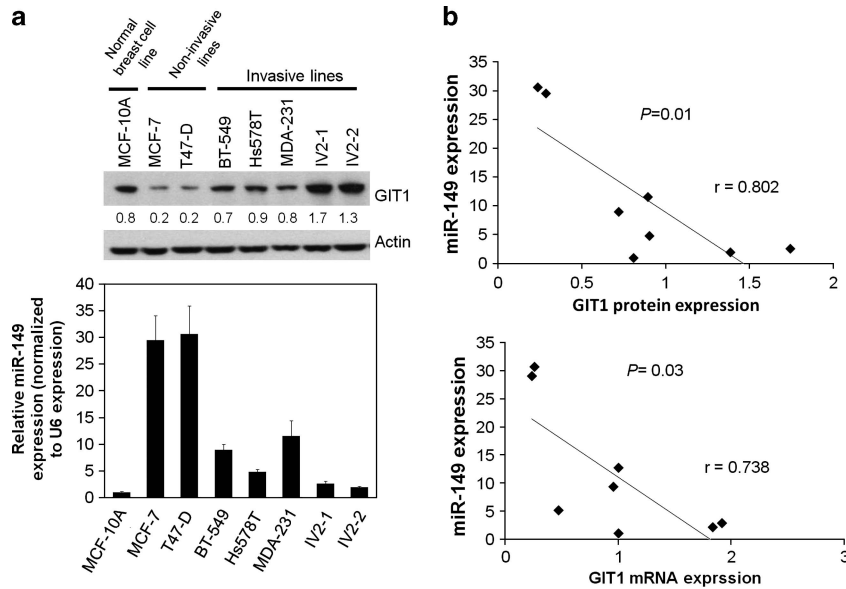 a
Normal
breast cell
line
Non-invasive
lines
Invasive lines
MCF-10A
MCF-7
T47-D
BT-549
Hs578T
MDA-231
IV2-1
IV2-2
GIT1
0.8 0.2 0.2 0.7 0.9 0.8 1.7 1.3
Actin
Relative miR-149
expression (normalized
to U6 expression)
40
35
30
25
20
15
10
5
0
MCF-10A
MCF-7
T47-D
BT-549
Hs578T
MDA-231
IV2-1
IV2-2
b
miR-149 expression
35
30
25
20
15
10
5
0
P=0.01
r = 0.802
0 0.5 1 1.5 2
GIT1 protein expression
miR-149 expression
35
30
25
20
15
10
5
0
P= 0.03
r = 0.738
0 1 2 3
GIT1 mRNA exprssion